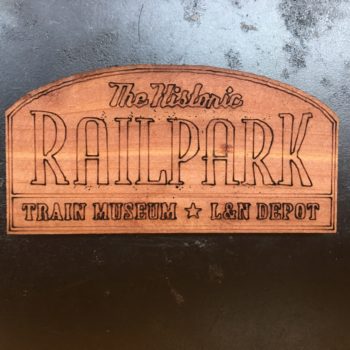 The Historic
RAILPARK
TRAIN MUSEUM ★ L&N DEPOT